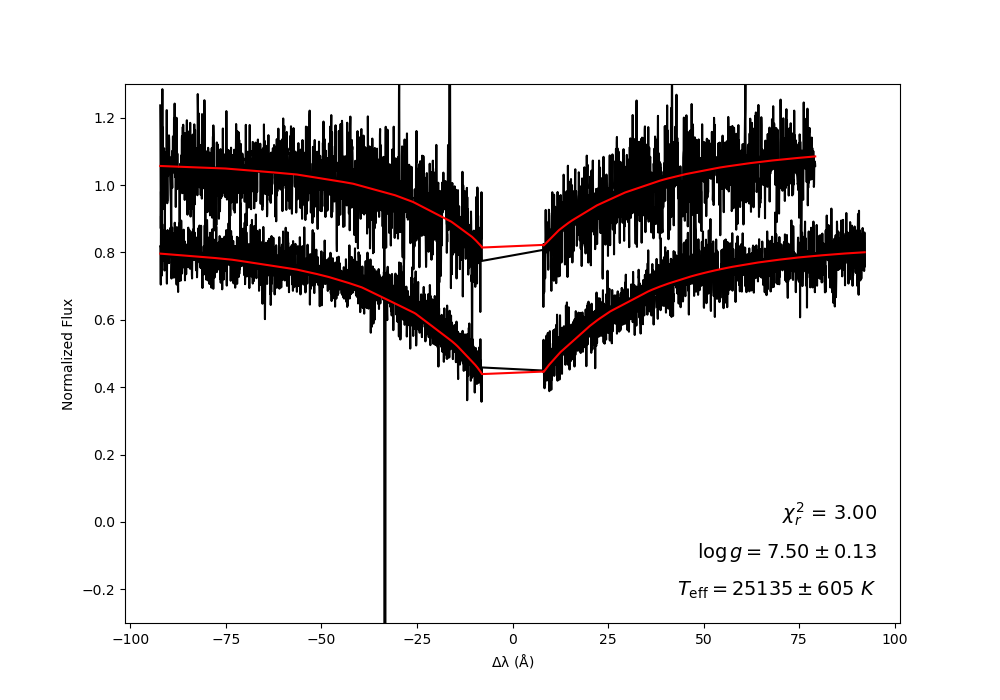 1.2
1.0
0.8
0.6
0.4
0.2
0.0
−0.2
Normalized Flux
χ²ᵣ = 3.00
log g = 7.50 ± 0.13
T_eff = 25135 ± 605 K
−100 −75 −50 −25 0 25 50 75 100
Δλ (Å)